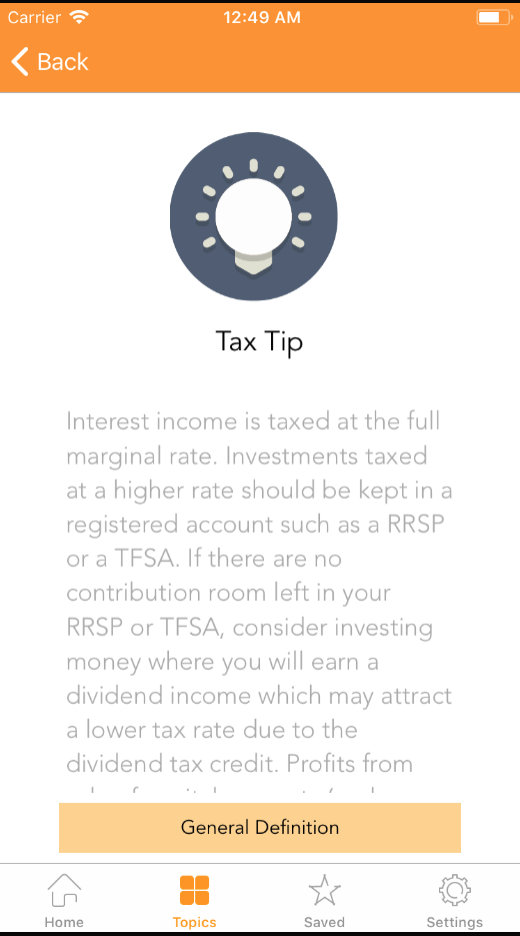 Carrier 12:49 AM
Back
Tax Tip
Interest income is taxed at the full
marginal rate. Investments taxed
at a higher rate should be kept in a
registered account such as a RRSP
or a TFSA. If there are no
contribution room left in your
RRSP or TFSA, consider investing
money where you will earn a
dividend income which may attract
a lower tax rate due to the
dividend tax credit. Profits from
General Definition
Home Topics Saved Settings